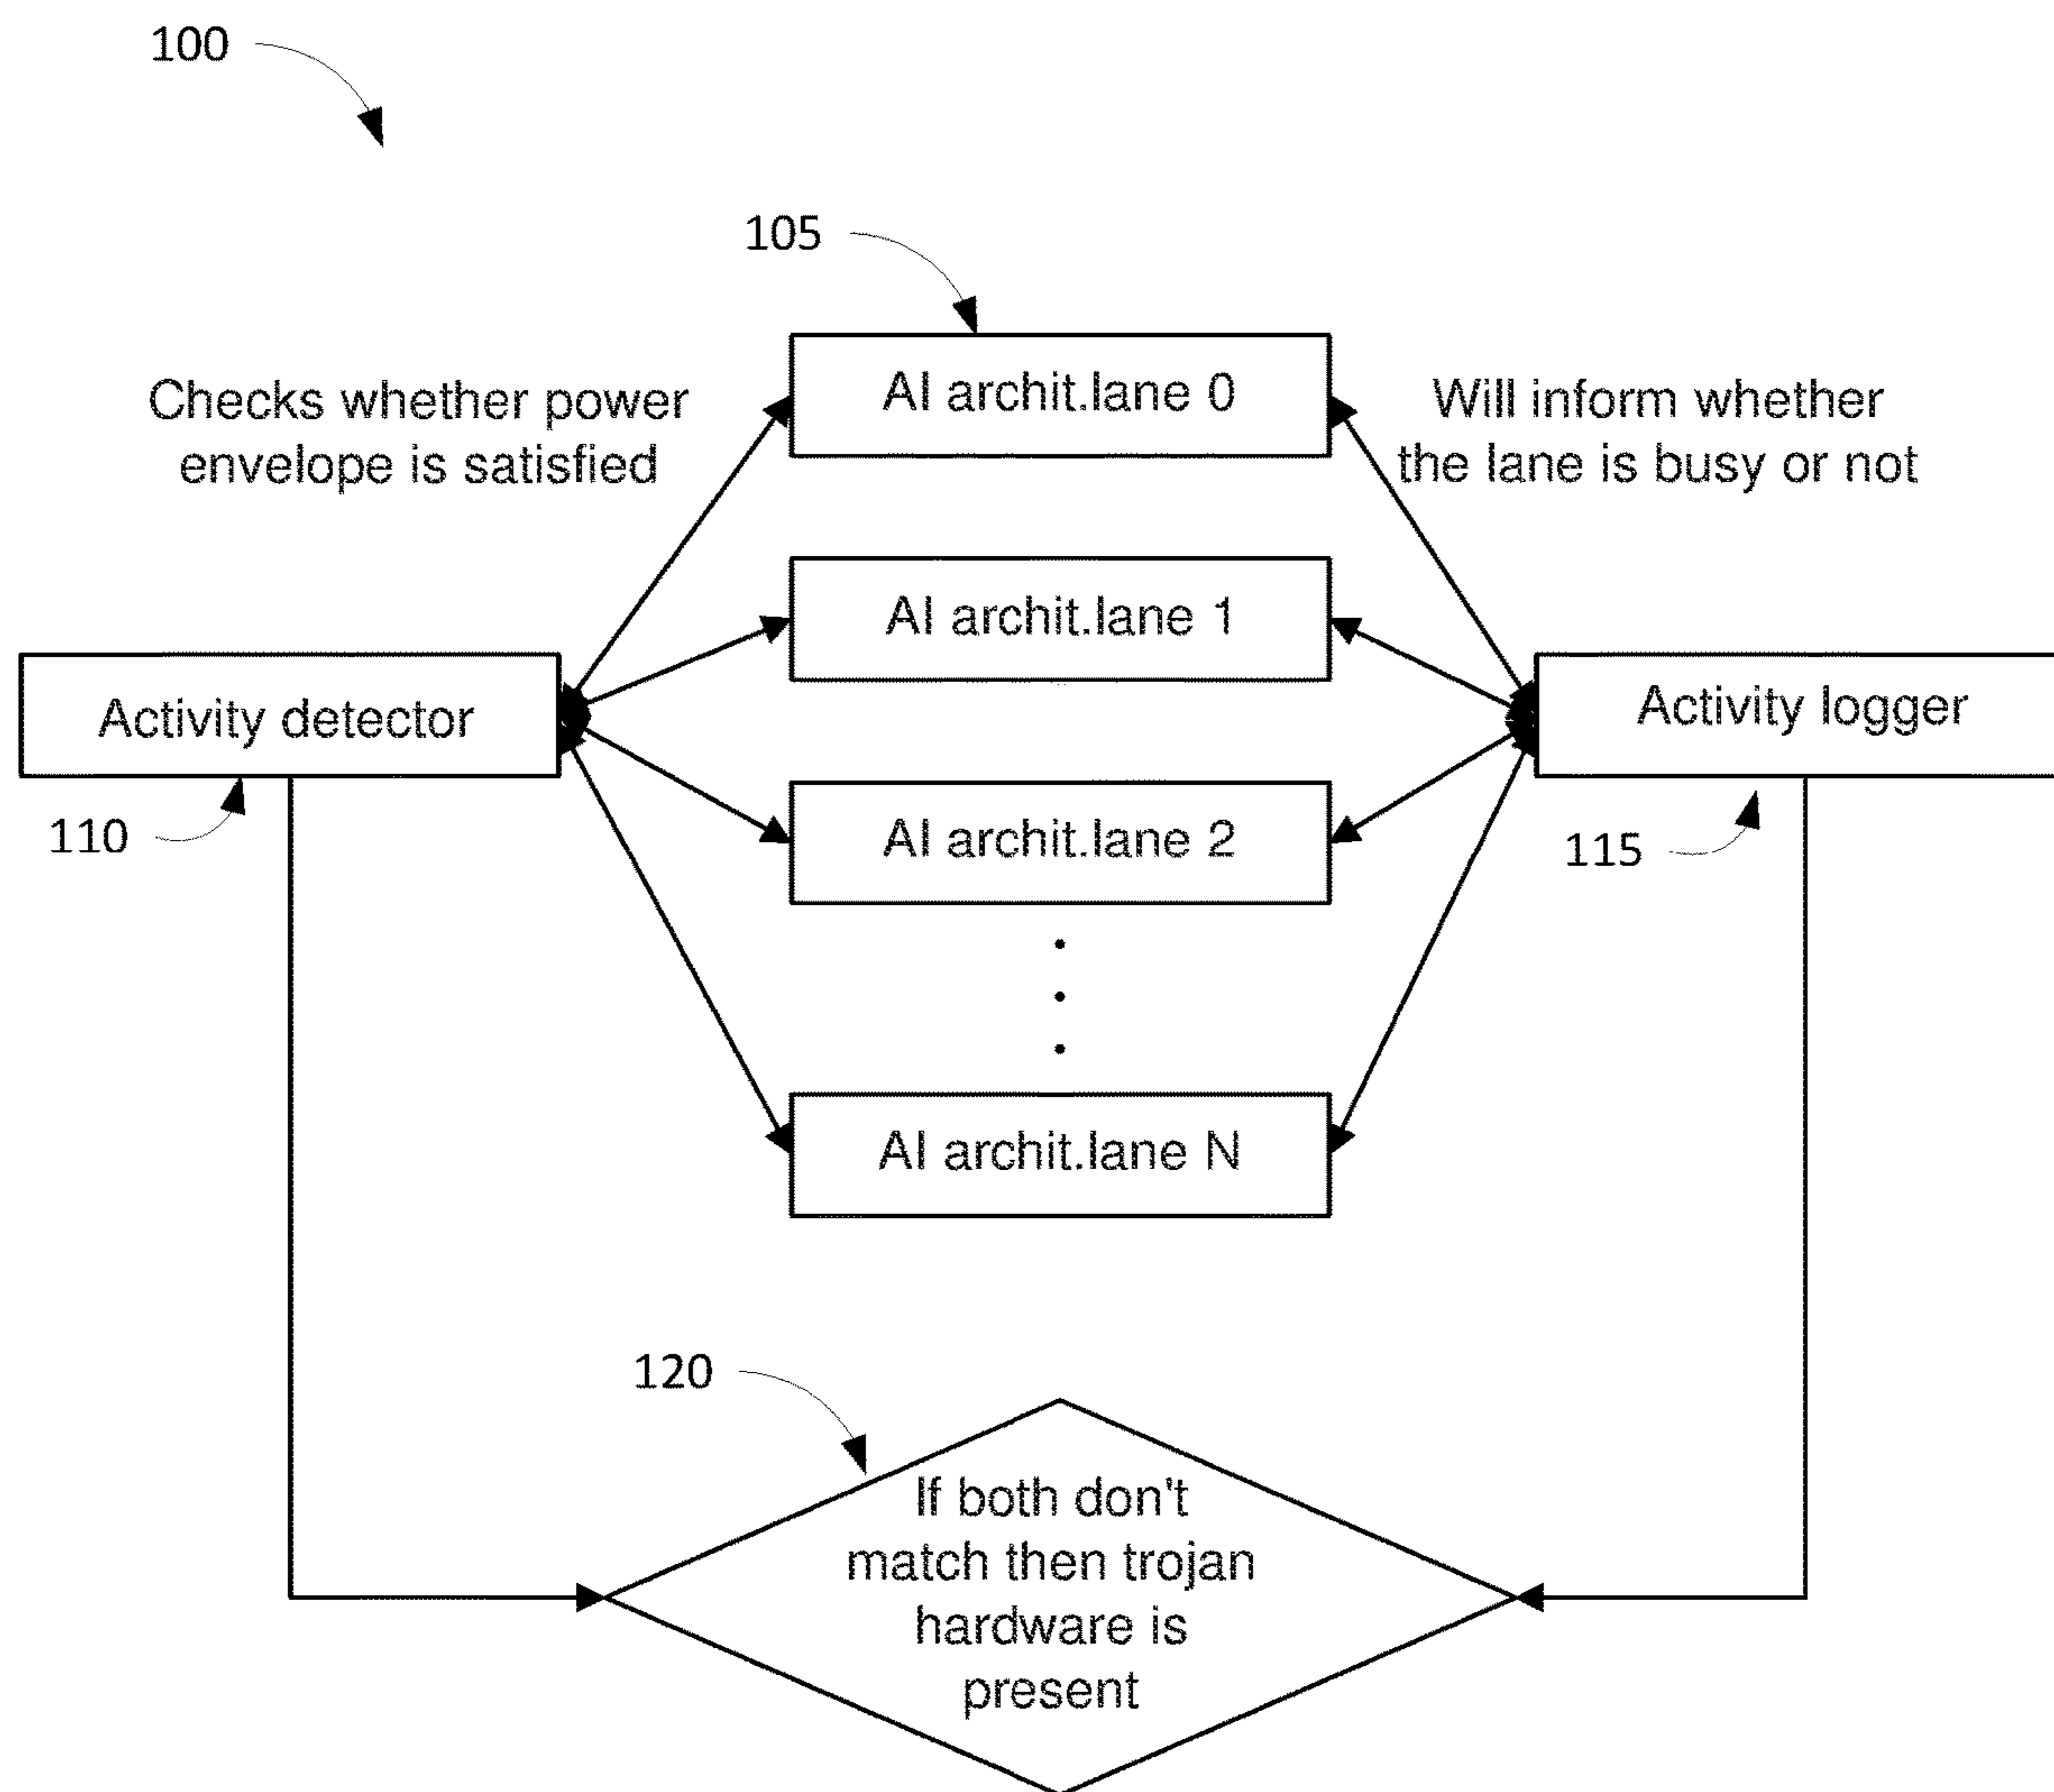 100
105
AI archit.lane 0
Checks whether power
envelope is satisfied
Will inform whether
the lane is busy or not
AI archit.lane 1
Activity detector
Activity logger
110
AI archit.lane 2
115
AI archit.lane N
120
If both don't
match then trojan
hardware is
present